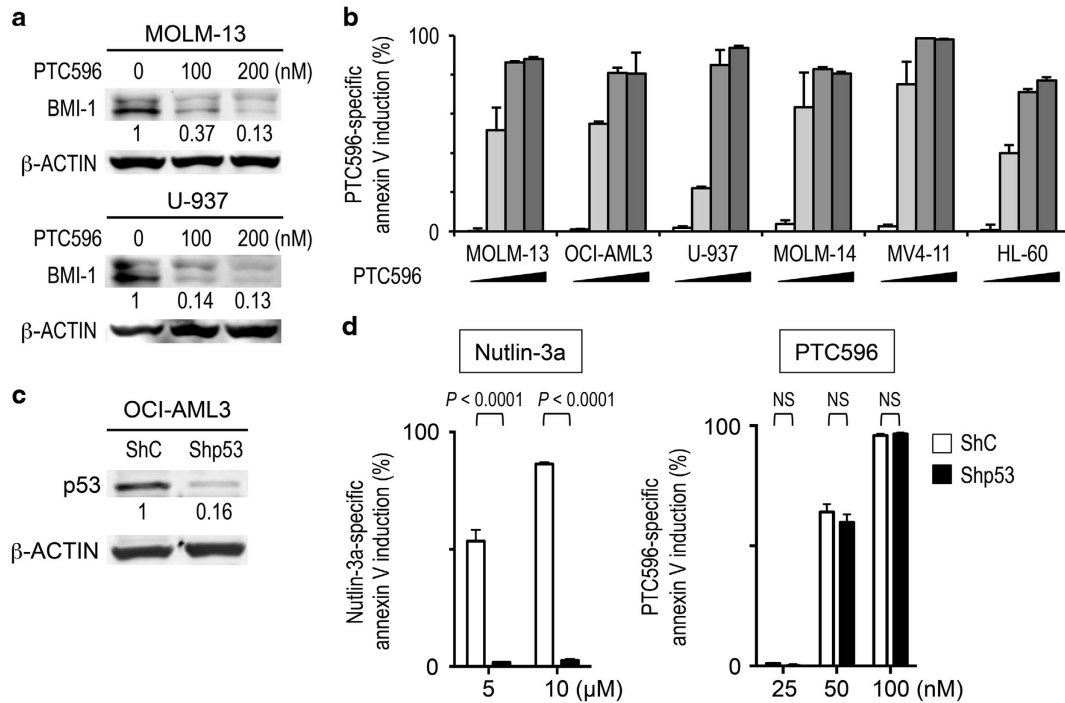 a
MOLM-13
PTC596 0 100 200 (nM)
BMI-1
1 0.37 0.13
β-ACTIN
U-937
PTC596 0 100 200 (nM)
BMI-1
1 0.14 0.13
β-ACTIN
b
PTC596-specific
annexin V induction (%)
100
0
MOLM-13 OCI-AML3 U-937 MOLM-14 MV4-11 HL-60
PTC596
c
OCI-AML3
ShC Shp53
p53
1 0.16
β-ACTIN
d
Nutlin-3a
P < 0.0001 P < 0.0001
Nutlin-3a-specific
annexin V induction (%)
100
0
5 10 (µM)
PTC596
NS NS NS
PTC596-specific
annexin V induction (%)
100
0
25 50 100 (nM)
ShC
Shp53